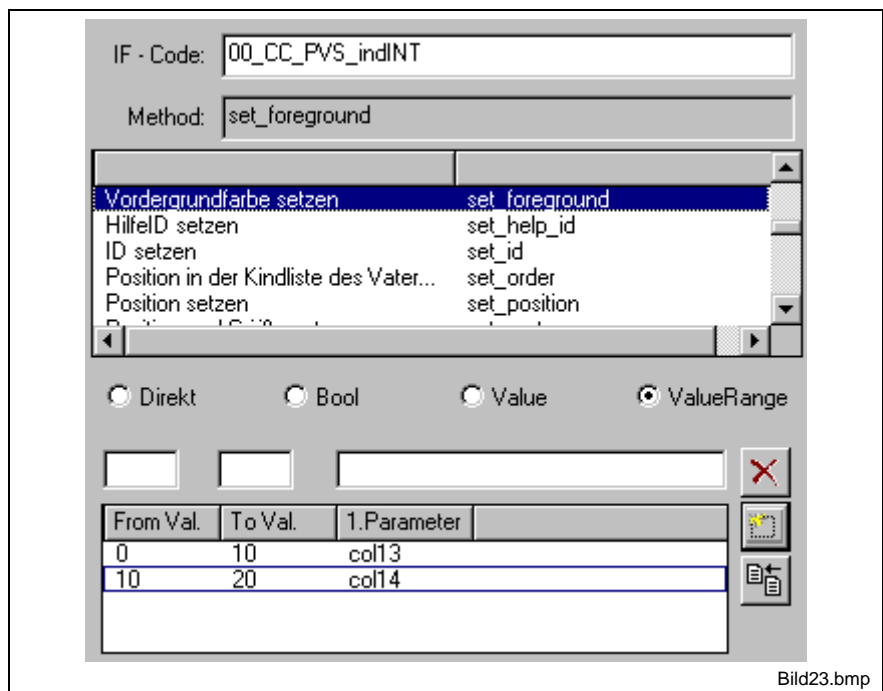 IF - Code: 00_CC_PVS_indINT
Method: set_foreground
Vordergrundfarbe setzen set_foreground
HilfeID setzen set_help_id
ID setzen set_id
Position in der Kindliste des Vater... set_order
Position setzen set_position
Direkt Bool Value ValueRange
From Val. To Val. 1.Parameter
0 10 col13
10 20 col14
Bild23.bmp